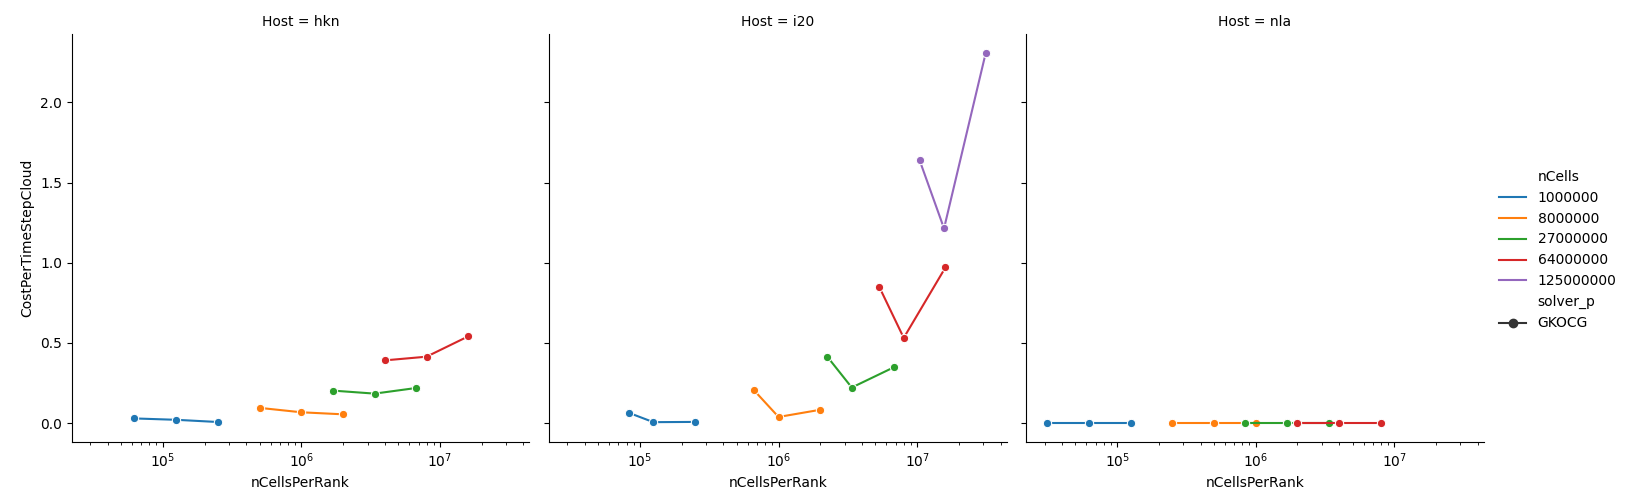 Host = hkn
Host = i20
Host = nla
CostPerTimeStepCloud
2.0
1.5
1.0
0.5
0.0
10^5
10^6
10^7
10^5
10^6
10^7
10^5
10^6
10^7
nCellsPerRank
nCellsPerRank
nCellsPerRank
nCells
1000000
8000000
27000000
64000000
125000000
solver_p
GKOCG